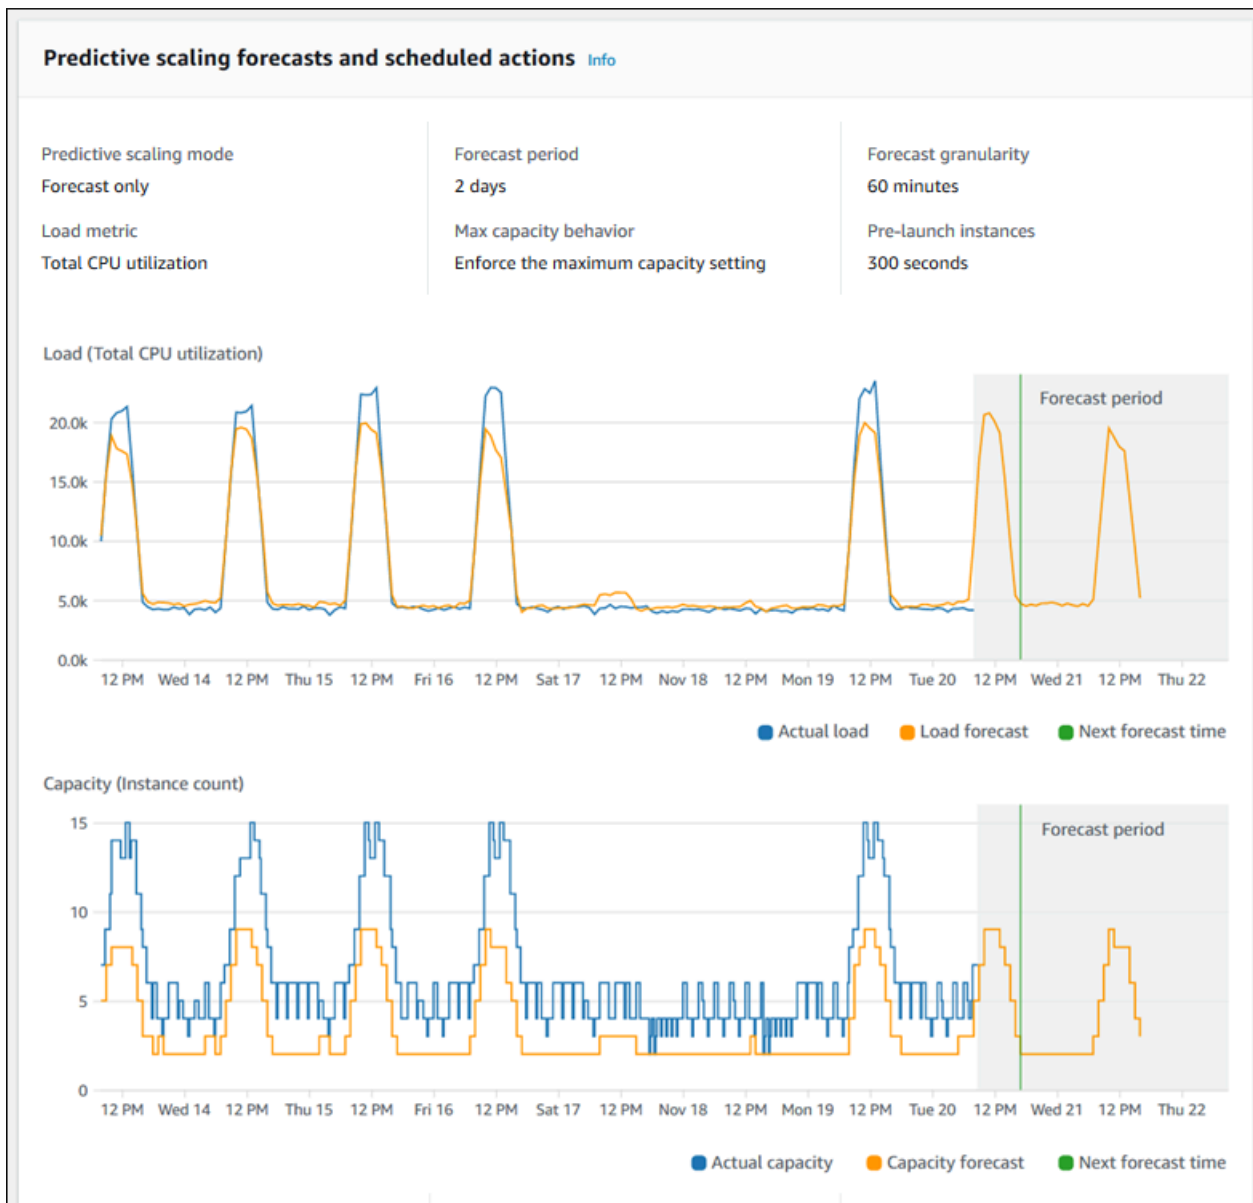 Predictive scaling forecasts and scheduled actions Info
Predictive scaling mode
Forecast only
Forecast period
2 days
Forecast granularity
60 minutes
Load metric
Total CPU utilization
Max capacity behavior
Enforce the maximum capacity setting
Pre-launch instances
300 seconds
Load (Total CPU utilization)
Forecast period
20.0k
15.0k
10.0k
5.0k
0.0k
12 PM Wed 14 12 PM Thu 15 12 PM Fri 16 12 PM Sat 17 12 PM Nov 18 12 PM Mon 19 12 PM Tue 20 12 PM Wed 21 12 PM Thu 22
Actual load Load forecast Next forecast time
Capacity (Instance count)
15
Forecast period
10
5
0
12 PM Wed 14 12 PM Thu 15 12 PM Fri 16 12 PM Sat 17 12 PM Nov 18 12 PM Mon 19 12 PM Tue 20 12 PM Wed 21 12 PM Thu 22
Actual capacity Capacity forecast Next forecast time